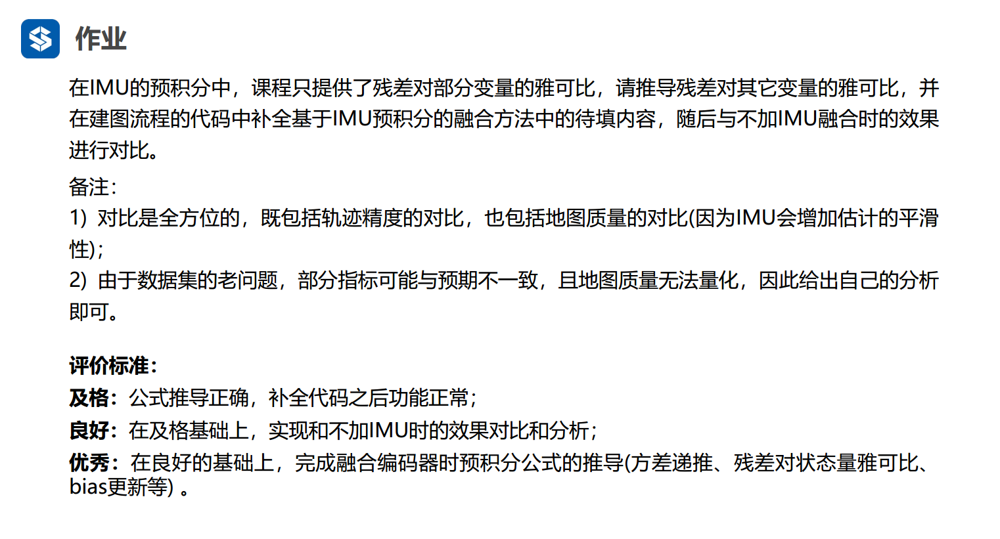 作业
在IMU的预积分中，课程只提供了残差对部分变量的雅可比，请推导残差对其它变量的雅可比，并
在建图流程的代码中补全基于IMU预积分的融合方法中的待填内容，随后与不加IMU融合时的效果
进行对比。
备注：
1) 对比是全方位的，既包括轨迹精度的对比，也包括地图质量的对比(因为IMU会增加估计的平滑
性)；
2) 由于数据集的老问题，部分指标可能与预期不一致，且地图质量无法量化，因此给出自己的分析
即可。
评价标准：
及格：公式推导正确，补全代码之后功能正常；
良好：在及格基础上，实现和不加IMU时的效果对比和分析；
优秀：在良好的基础上，完成融合编码器时预积分公式的推导(方差递推、残差对状态量雅可比、
bias更新等) 。